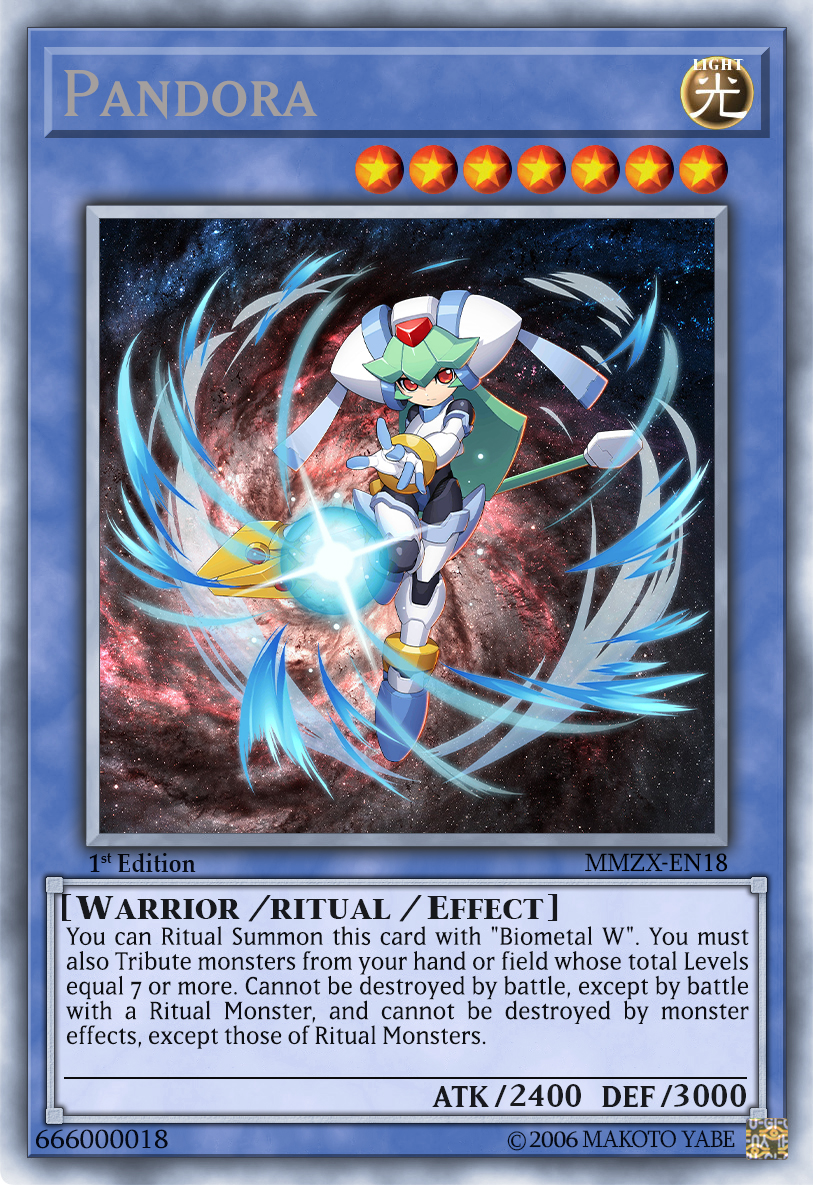 Pandora
LIGHT
光
1st Edition
MMZX-EN18
[Warrior /ritual / Effect]
You can Ritual Summon this card with "Biometal W". You must
also Tribute monsters from your hand or field whose total Levels
equal 7 or more. Cannot be destroyed by battle, except by battle
with a Ritual Monster, and cannot be destroyed by monster
effects, except those of Ritual Monsters.
ATK/2400 DEF/3000
666000018
©2006 MAKOTO YABE